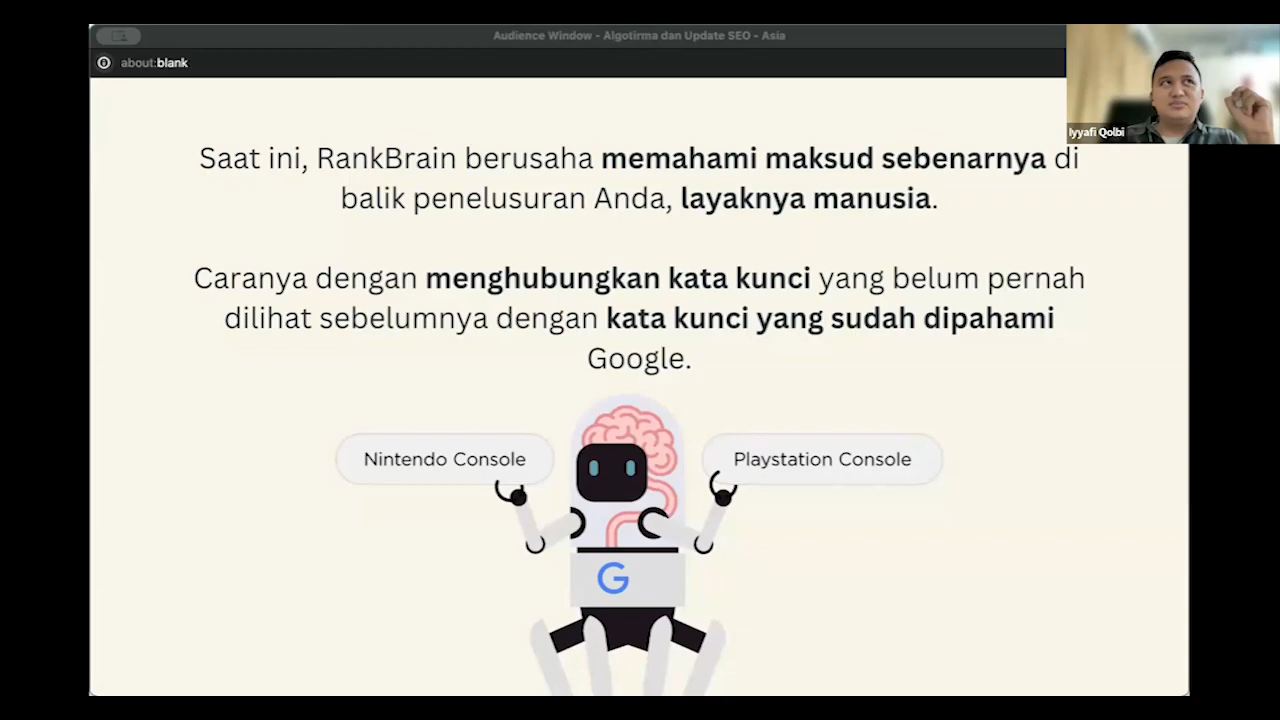 Audience Window - Algotirma dan Update SEO - Asia
about:blank
Iyyafi Qolbi
Saat ini, RankBrain berusaha memahami maksud sebenarnya di
balik penelusuran Anda, layaknya manusia.
Caranya dengan menghubungkan kata kunci yang belum pernah
dilihat sebelumnya dengan kata kunci yang sudah dipahami
Google.
Nintendo Console
Playstation Console
G